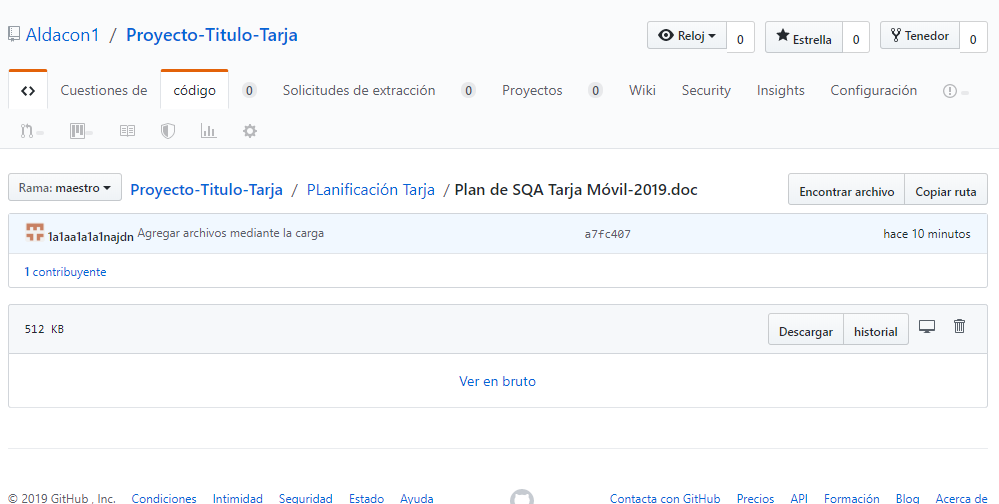 Aldacon1 / Proyecto-Titulo-Tarja
Reloj 0 Estrella 0 Tenedor 0
<> Cuestiones de código 0 Solicitudes de extracción 0 Proyectos 0 Wiki Security Insights Configuración
Rama: maestro Proyecto-Titulo-Tarja / PLanificación Tarja / Plan de SQA Tarja Móvil-2019.doc Encontrar archivo Copiar ruta
1a1aa1a1a1najdn Agregar archivos mediante la carga a7fc407 hace 10 minutos
1 contribuyente
512 KB Descargar historial
Ver en bruto
© 2019 GitHub , Inc. Condiciones Intimidad Seguridad Estado Ayuda Contacta con GitHub Precios API Formación Blog Acerca de